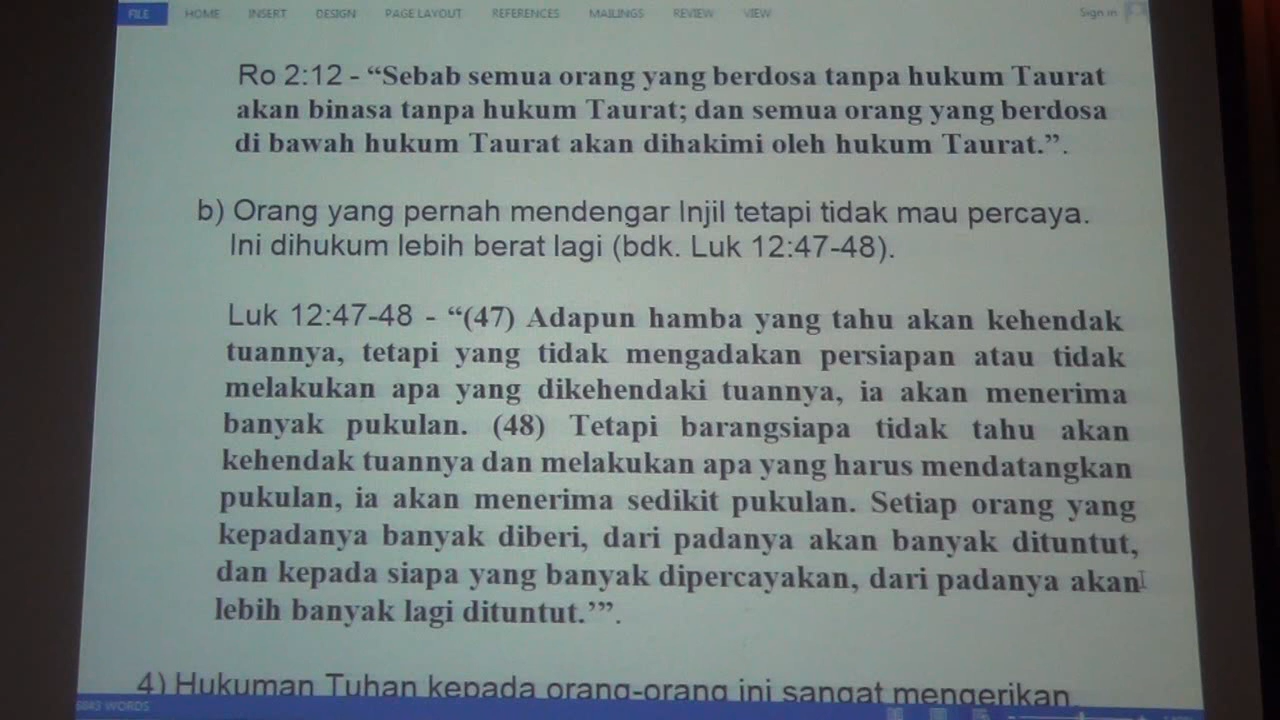 FILE HOME INSERT DESIGN PAGE LAYOUT REFERENCES MAILINGS REVIEW VIEW Sign in
Ro 2:12 - “Sebab semua orang yang berdosa tanpa hukum Taurat
akan binasa tanpa hukum Taurat; dan semua orang yang berdosa
di bawah hukum Taurat akan dihakimi oleh hukum Taurat.”.
b) Orang yang pernah mendengar Injil tetapi tidak mau percaya.
Ini dihukum lebih berat lagi (bdk. Luk 12:47-48).
Luk 12:47-48 - “(47) Adapun hamba yang tahu akan kehendak
tuannya, tetapi yang tidak mengadakan persiapan atau tidak
melakukan apa yang dikehendaki tuannya, ia akan menerima
banyak pukulan. (48) Tetapi barangsiapa tidak tahu akan
kehendak tuannya dan melakukan apa yang harus mendatangkan
pukulan, ia akan menerima sedikit pukulan. Setiap orang yang
kepadanya banyak diberi, dari padanya akan banyak dituntut,
dan kepada siapa yang banyak dipercayakan, dari padanya akan
lebih banyak lagi dituntut.’”.
4) Hukuman Tuhan kepada orang-orang ini sangat mengerikan.
WORDS